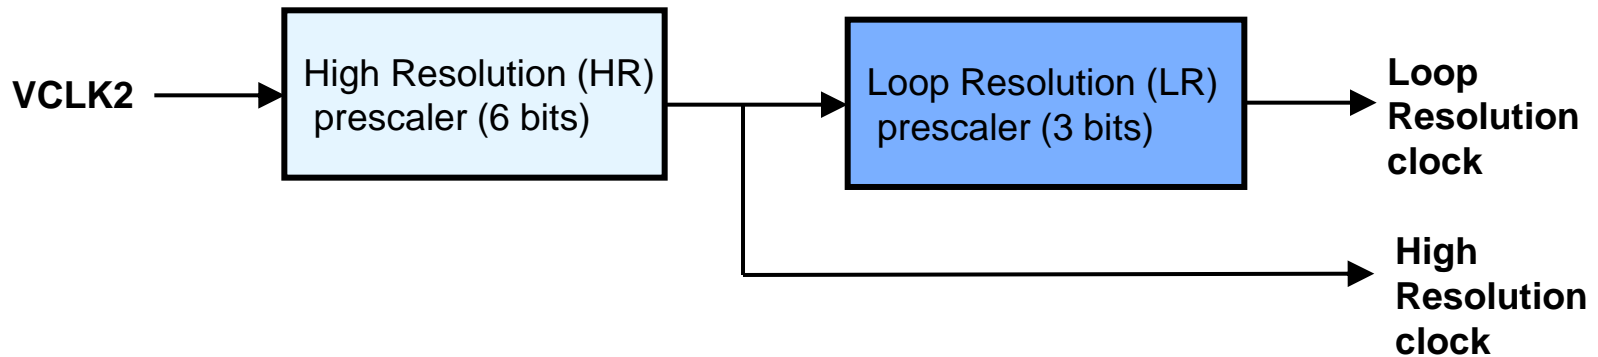 VCLK2
High Resolution (HR)
prescaler (6 bits)
Loop Resolution (LR)
prescaler (3 bits)
Loop
Resolution
clock
High
Resolution
clock